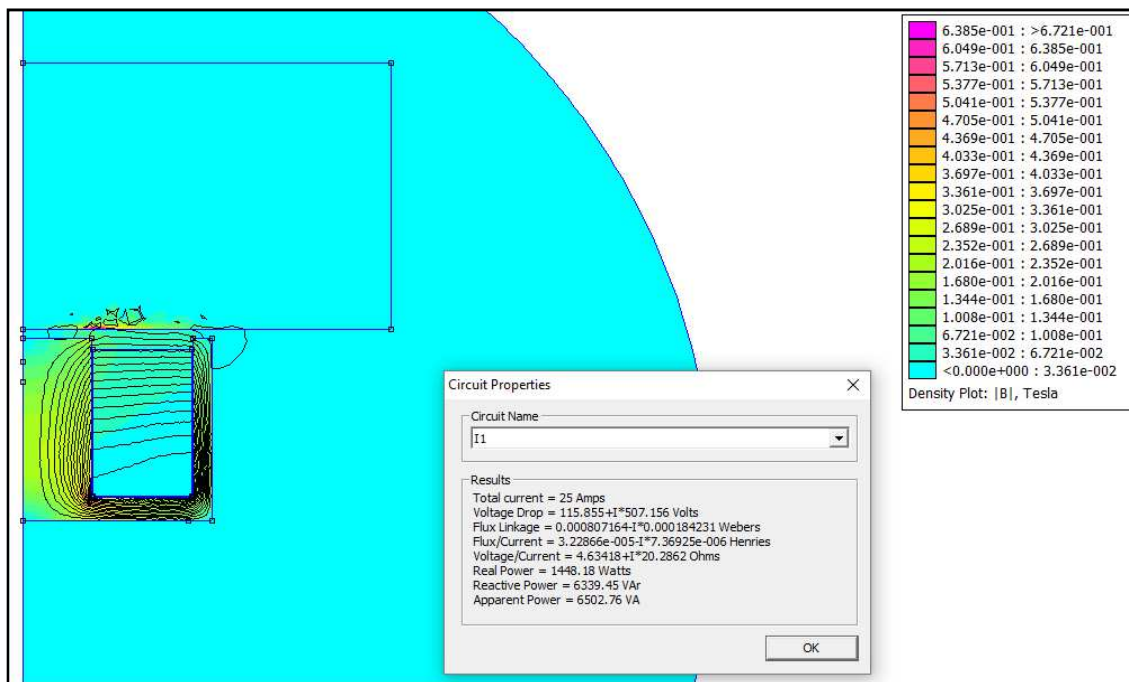 6.385e-001 : >6.721e-001
6.049e-001 : 6.385e-001
5.713e-001 : 6.049e-001
5.377e-001 : 5.713e-001
5.041e-001 : 5.377e-001
4.705e-001 : 5.041e-001
4.369e-001 : 4.705e-001
4.033e-001 : 4.369e-001
3.697e-001 : 4.033e-001
3.361e-001 : 3.697e-001
3.025e-001 : 3.361e-001
2.689e-001 : 3.025e-001
2.352e-001 : 2.689e-001
2.016e-001 : 2.352e-001
1.680e-001 : 2.016e-001
1.344e-001 : 1.680e-001
1.008e-001 : 1.344e-001
6.721e-002 : 1.008e-001
3.361e-002 : 6.721e-002
<0.000e+000 : 3.361e-002
Density Plot: |B|, Tesla
Circuit Properties
Circuit Name
I1
Results
Total current = 25 Amps
Voltage Drop = 115.855+I*507.156 Volts
Flux Linkage = 0.000807164-I*0.000184231 Webers
Flux/Current = 3.22866e-005-I*7.36925e-006 Henries
Voltage/Current = 4.63418+I*20.2862 Ohms
Real Power = 1448.18 Watts
Reactive Power = 6339.45 VAr
Apparent Power = 6502.76 VA
OK